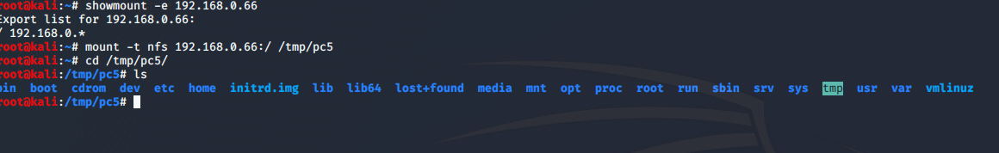 root@kali:~# showmount -e 192.168.0.66
Export list for 192.168.0.66:
/ 192.168.0.*
root@kali:~# mount -t nfs 192.168.0.66:/ /tmp/pc5
root@kali:~# cd /tmp/pc5/
root@kali:/tmp/pc5# ls
bin boot cdrom dev etc home initrd.img lib lib64 lost+found media mnt opt proc root run sbin srv sys tmp usr var vmlinuz
root@kali:/tmp/pc5#